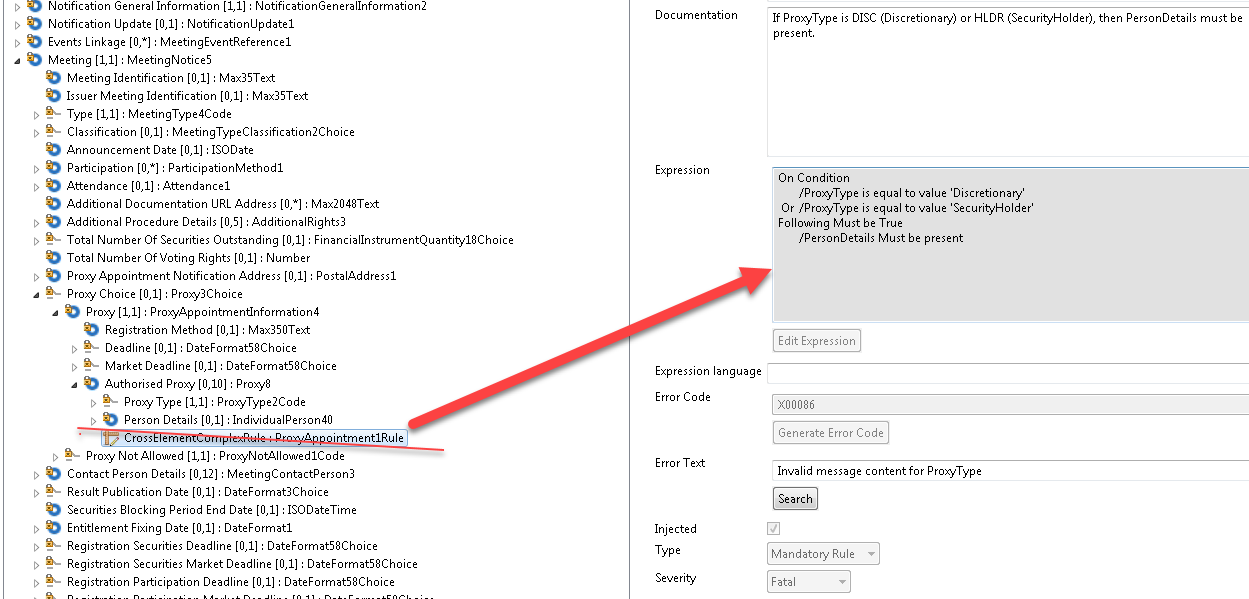 Notification General Information [1,1] : NotificationGeneralInformation2
Notification Update [0,1] : NotificationUpdate1
Events Linkage [0,*] : MeetingEventReference1
Meeting [1,1] : MeetingNotice5
Meeting Identification [0,1] : Max35Text
Issuer Meeting Identification [0,1] : Max35Text
Type [1,1] : MeetingType4Code
Classification [0,1] : MeetingTypeClassification2Choice
Announcement Date [0,1] : ISODate
Participation [0,*] : ParticipationMethod1
Attendance [0,1] : Attendance1
Additional Documentation URL Address [0,*] : Max2048Text
Additional Procedure Details [0,5] : AdditionalRights3
Total Number Of Securities Outstanding [0,1] : FinancialInstrumentQuantity18Choice
Total Number Of Voting Rights [0,1] : Number
Proxy Appointment Notification Address [0,1] : PostalAddress1
Proxy Choice [0,1] : Proxy3Choice
Proxy [1,1] : ProxyAppointmentInformation4
Registration Method [0,1] : Max350Text
Deadline [0,1] : DateFormat58Choice
Market Deadline [0,1] : DateFormat58Choice
Authorised Proxy [0,10] : Proxy8
Proxy Type [1,1] : ProxyType2Code
Person Details [0,1] : IndividualPerson40
CrossElementComplexRule : ProxyAppointment1Rule
Proxy Not Allowed [1,1] : ProxyNotAllowed1Code
Contact Person Details [0,12] : MeetingContactPerson3
Result Publication Date [0,1] : DateFormat3Choice
Securities Blocking Period End Date [0,1] : ISODateTime
Entitlement Fixing Date [0,1] : DateFormat1
Registration Securities Deadline [0,1] : DateFormat58Choice
Registration Securities Market Deadline [0,1] : DateFormat58Choice
Registration Participation Deadline [0,1] : DateFormat58Choice
Registration Participation Market Deadline [0,1] : DateFormat58Choice
Documentation
If ProxyType is DISC (Discretionary) or HLDR (SecurityHolder), then PersonDetails must be
present.
Expression
On Condition
/ProxyType is equal to value 'Discretionary'
Or /ProxyType is equal to value 'SecurityHolder'
Following Must be True
/PersonDetails Must be present
Edit Expression
Expression language
Error Code
X00086
Generate Error Code
Error Text
Invalid message content for ProxyType
Search
Injected
Type
Mandatory Rule
Severity
Fatal